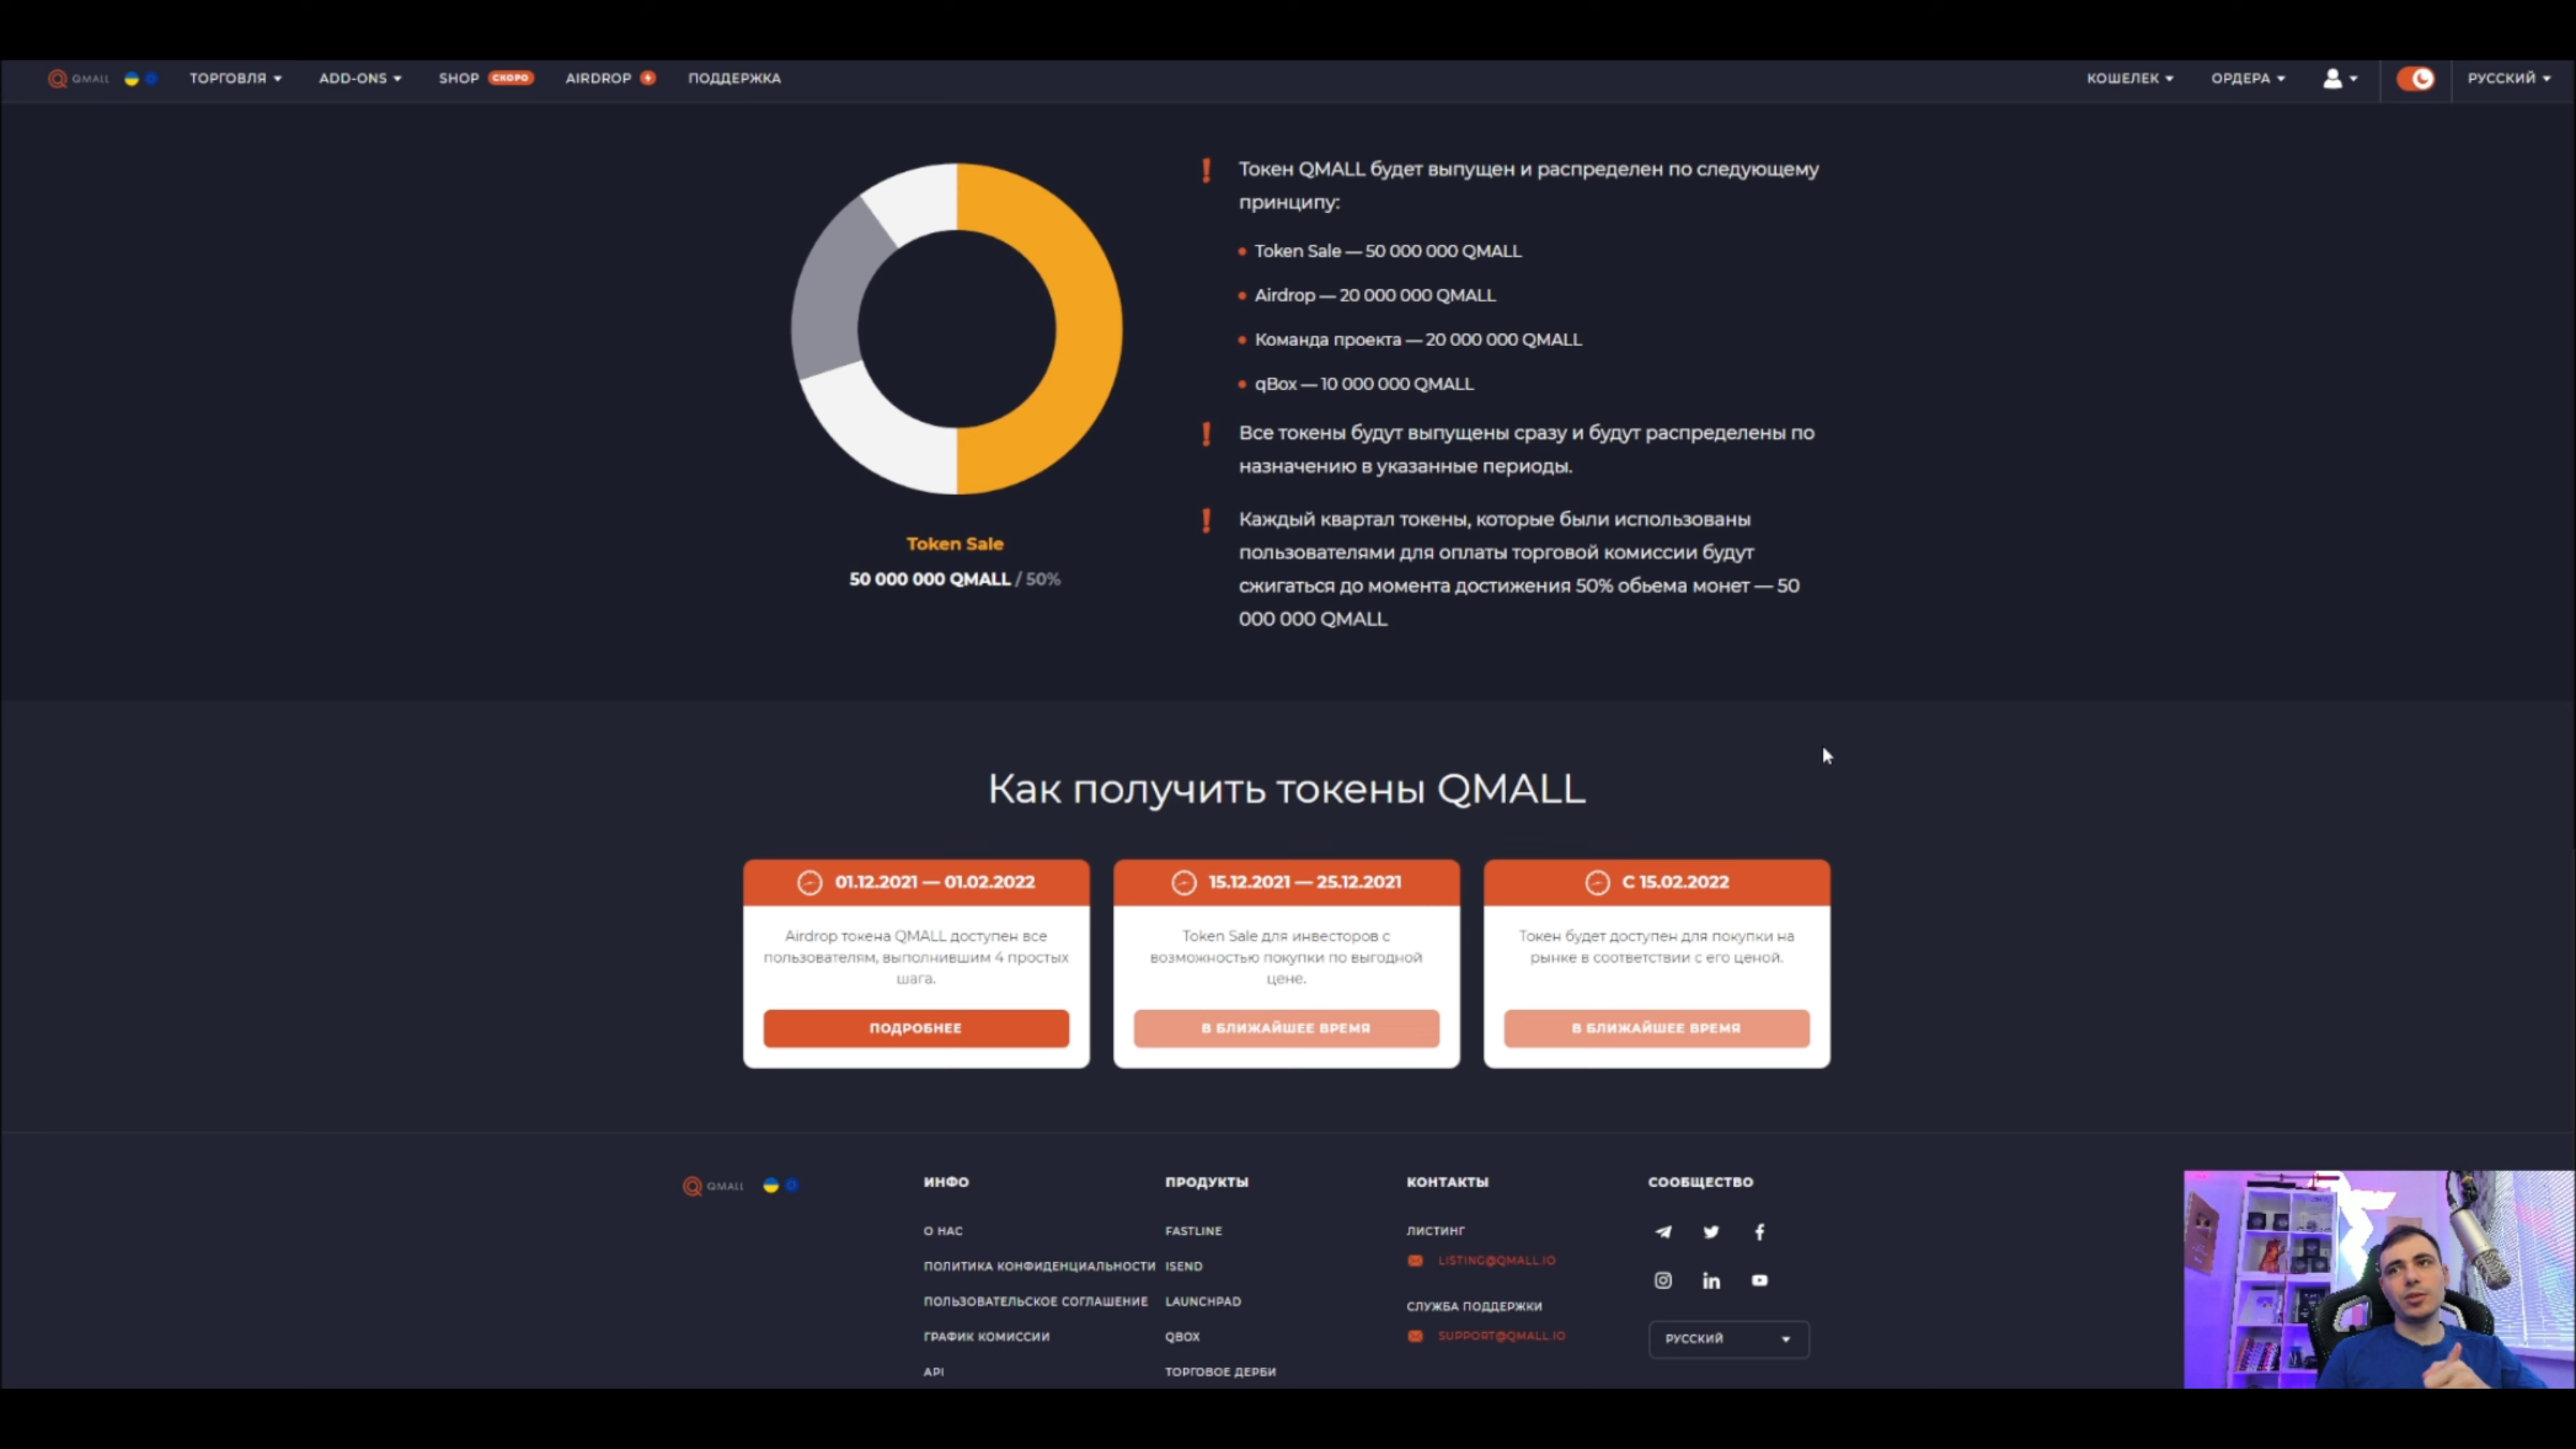 QMALL
ТОРГОВЛЯ
ADD-ONS
SHOP СКОРО
AIRDROP
ПОДДЕРЖКА
КОШЕЛЕК
ОРДЕРА
РУССКИЙ
Токен QMALL будет выпущен и распределен по следующему
принципу:
Token Sale — 50 000 000 QMALL
Airdrop — 20 000 000 QMALL
Команда проекта — 20 000 000 QMALL
qBox — 10 000 000 QMALL
Все токены будут выпущены сразу и будут распределены по
назначению в указанные периоды.
Каждый квартал токены, которые были использованы
пользователями для оплаты торговой комиссии будут
сжигаться до момента достижения 50% обьема монет — 50
000 000 QMALL
Token Sale
50 000 000 QMALL / 50%
Как получить токены QMALL
01.12.2021 — 01.02.2022
Airdrop токена QMALL доступен все
пользователям, выполнившим 4 простых
шага.
ПОДРОБНЕЕ
15.12.2021 — 25.12.2021
Token Sale для инвесторов с
возможностью покупки по выгодной
цене.
В БЛИЖАЙШЕЕ ВРЕМЯ
С 15.02.2022
Токен будет доступен для покупки на
рынке в соответствии с его ценой.
В БЛИЖАЙШЕЕ ВРЕМЯ
QMALL
ИНФО
О НАС
ПОЛИТИКА КОНФИДЕНЦИАЛЬНОСТИ
ПОЛЬЗОВАТЕЛЬСКОЕ СОГЛАШЕНИЕ
ГРАФИК КОМИССИИ
API
ПРОДУКТЫ
FASTLINE
ISEND
LAUNCHPAD
QBOX
ТОРГОВОЕ ДЕРБИ
КОНТАКТЫ
ЛИСТИНГ
LISTING@QMALL.IO
СЛУЖБА ПОДДЕРЖКИ
SUPPORT@QMALL.IO
СООБЩЕСТВО
РУССКИЙ